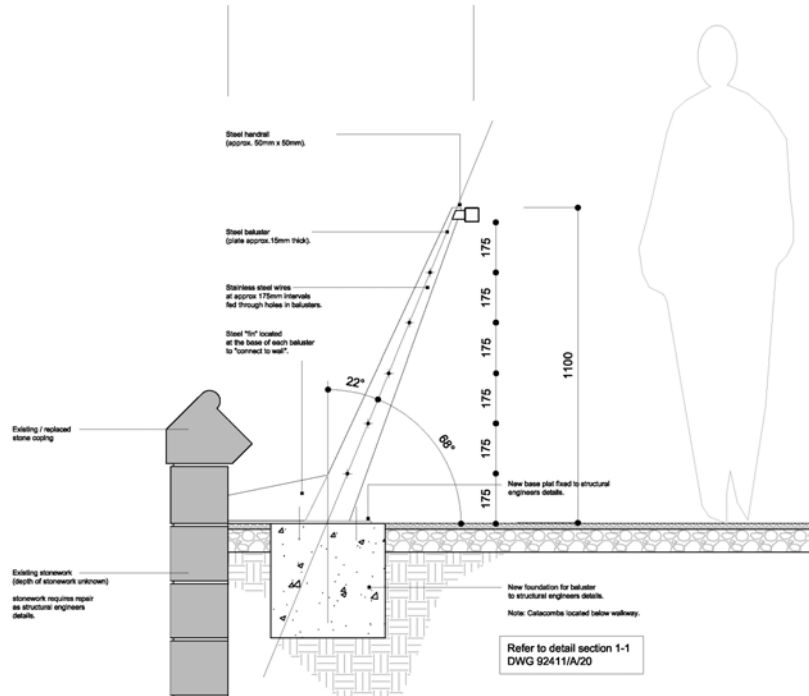 Steel handrail
(approx. 50mm x 50mm).
Steel baluster
(plate approx.15mm thick).
Stainless steel wires
at approx 175mm intervals
fed through holes in balusters.
Steel "fin" located
at the base of each baluster
to "connect to wall".
22°
68°
175
175
175
175
175
175
1100
Existing / replaced
stone coping
New base plat fixed to structural
engineers details.
Existing stonework
(depth of stonework unknown)
stonework requires repair
as structural engineers
details.
New foundation for baluster
to structural engineers details.
Note: Catacombs located below walkway.
Refer to detail section 1-1
DWG 92411/A/20